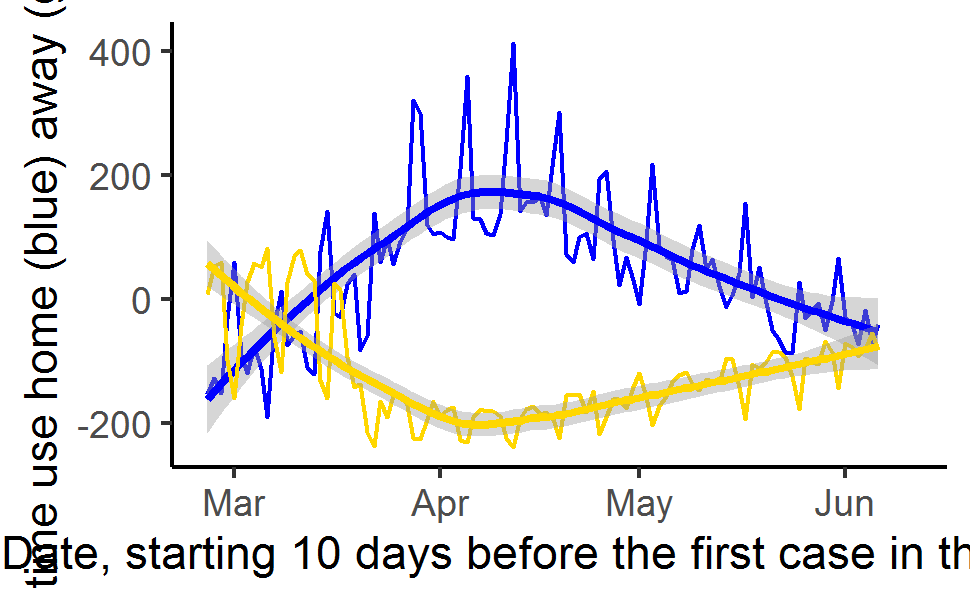 time use home (blue) away (
400
200
0
-200
Mar Apr May Jun
Date, starting 10 days before the first case in th